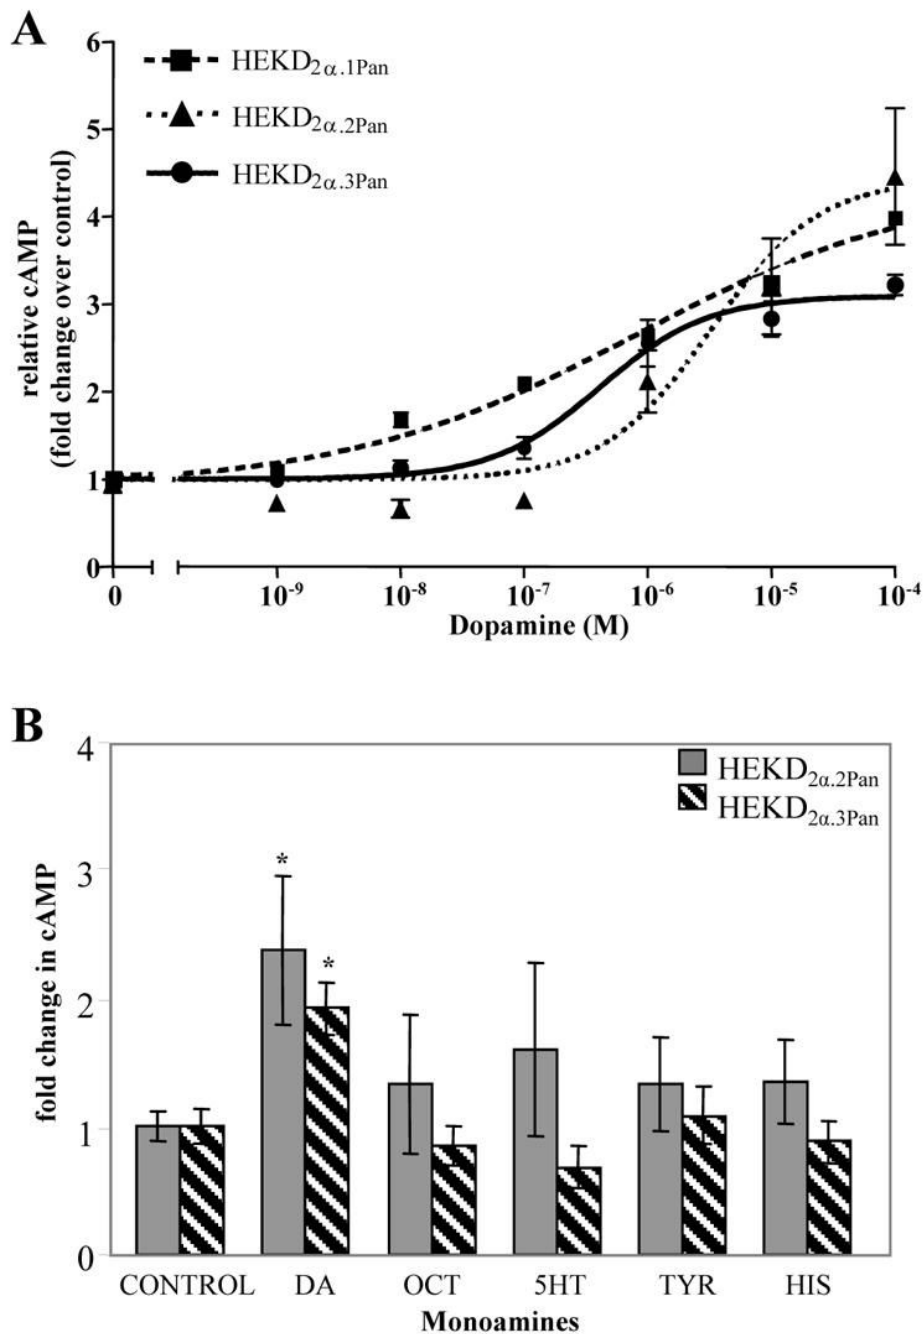 A
6
5
4
3
2
1
0
relative cAMP
(fold change over control)
HEKD2α.1Pan
HEKD2α.2Pan
HEKD2α.3Pan
0 10-9 10-8 10-7 10-6 10-5 10-4
Dopamine (M)
B
4
3
2
1
0
fold change in cAMP
HEKD2α.2Pan
HEKD2α.3Pan
*
*
CONTROL DA OCT 5HT TYR HIS
Monoamines